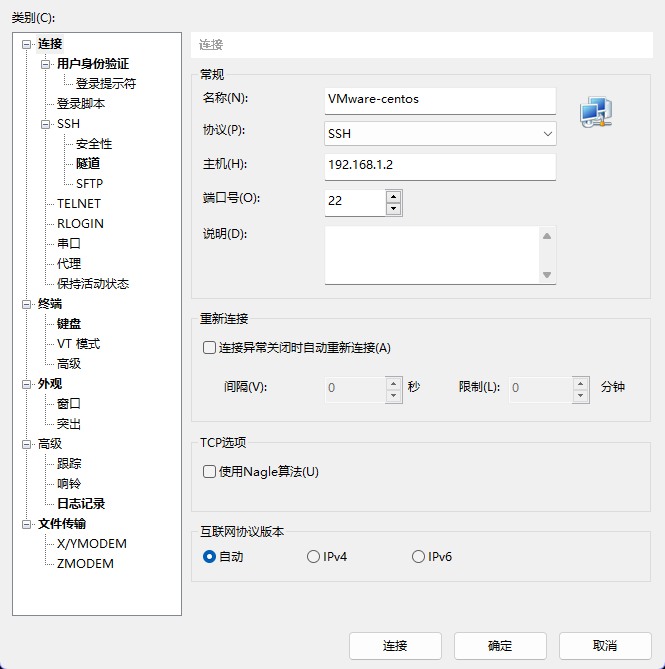 类别(C):
连接
用户身份验证
登录提示符
登录脚本
SSH
安全性
隧道
SFTP
TELNET
RLOGIN
串口
代理
保持活动状态
终端
键盘
VT 模式
高级
外观
窗口
突出
高级
跟踪
响铃
日志记录
文件传输
X/YMODEM
ZMODEM
连接
常规
名称(N): VMware-centos
协议(P): SSH
主机(H): 192.168.1.2
端口号(O): 22
说明(D):
重新连接
连接异常关闭时自动重新连接(A)
间隔(V): 0 秒 限制(L): 0 分钟
TCP选项
使用Nagle算法(U)
互联网协议版本
自动 IPv4 IPv6
连接 确定 取消